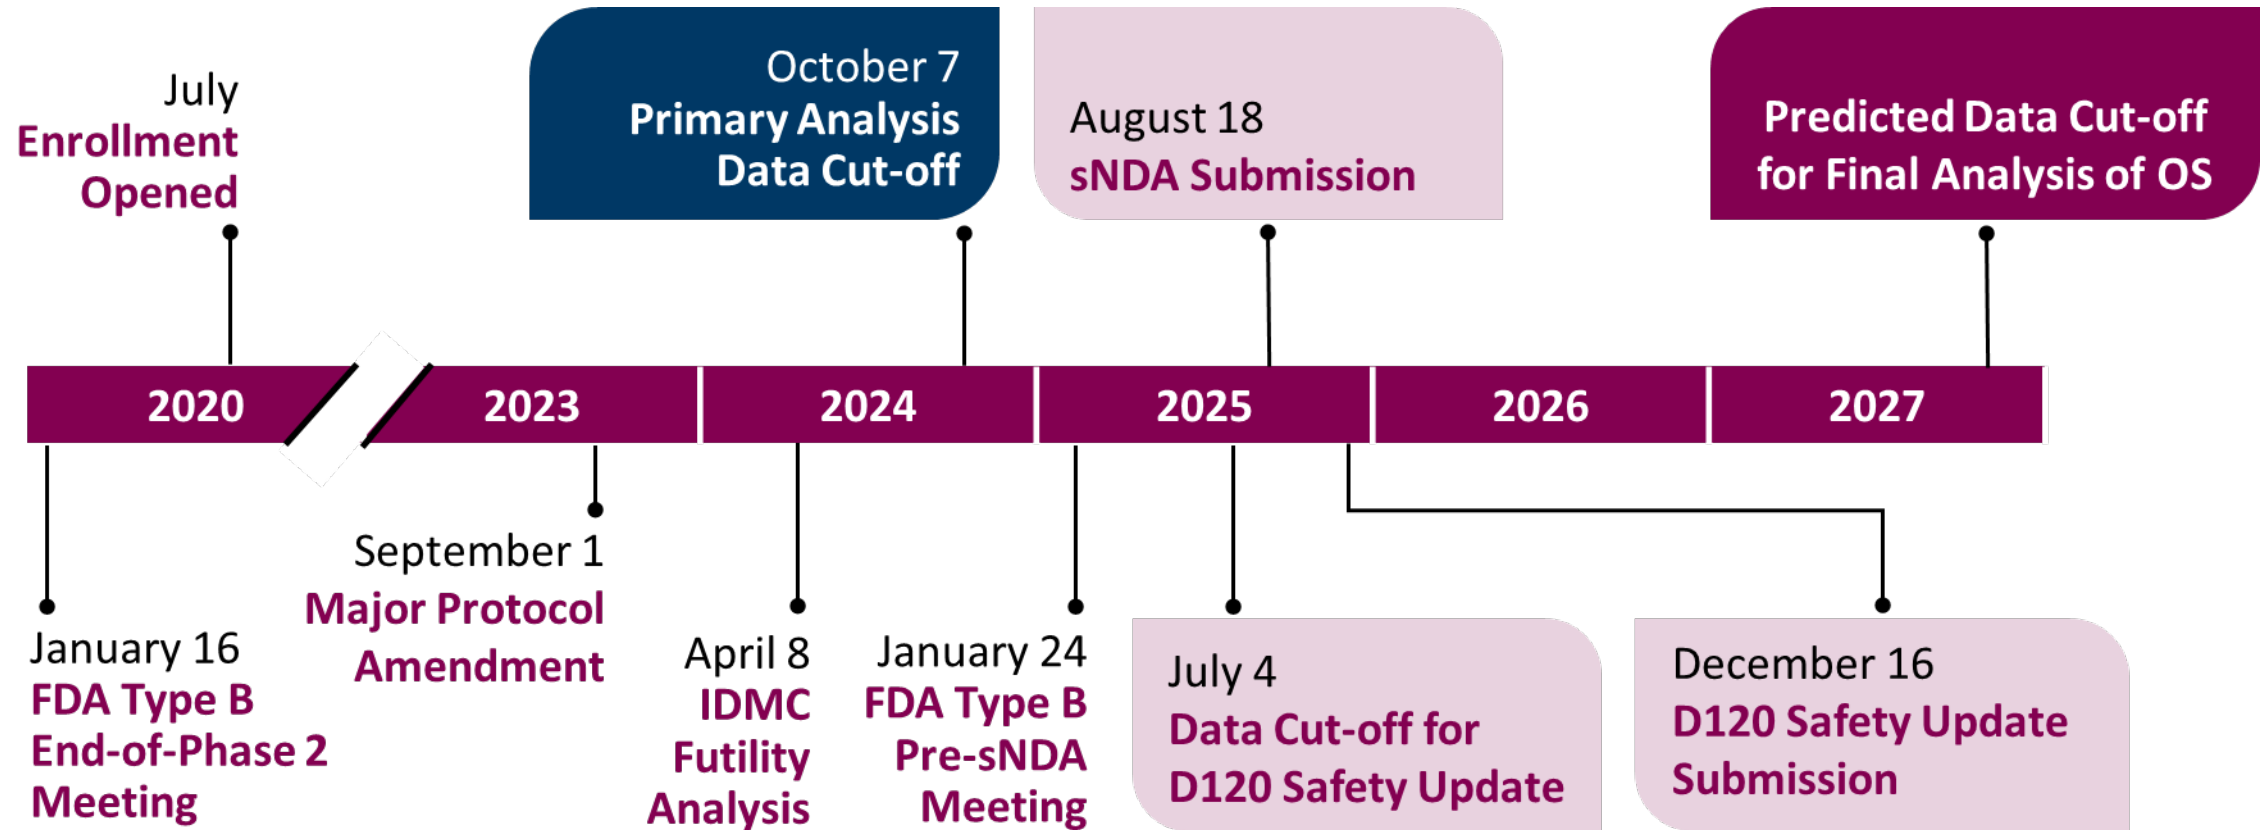 July
Enrollment
Opened
October 7
Primary Analysis
Data Cut-off
August 18
sNDA Submission
Predicted Data Cut-off
for Final Analysis of OS
2020
2023
2024
2025
2026
2027
January 16
FDA Type B
End-of-Phase 2
Meeting
September 1
Major Protocol
Amendment
April 8
IDMC
Futility
Analysis
January 24
FDA Type B
Pre-sNDA
Meeting
July 4
Data Cut-off for
D120 Safety Update
December 16
D120 Safety Update
Submission